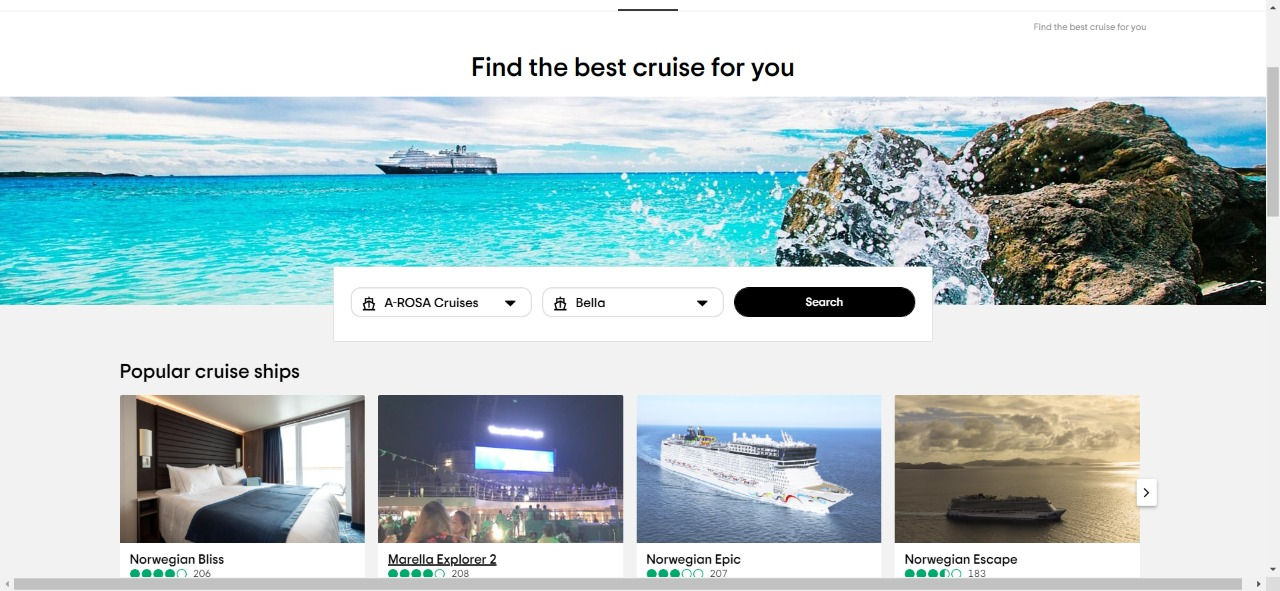 Find the best cruise for you
Find the best cruise for you
A-ROSA Cruises
Bella
Search
Popular cruise ships
Norwegian Bliss
206
Marella Explorer 2
208
Norwegian Epic
207
Norwegian Escape
183